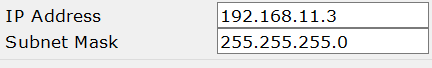 IP Address 192.168.11.3
Subnet Mask 255.255.255.0